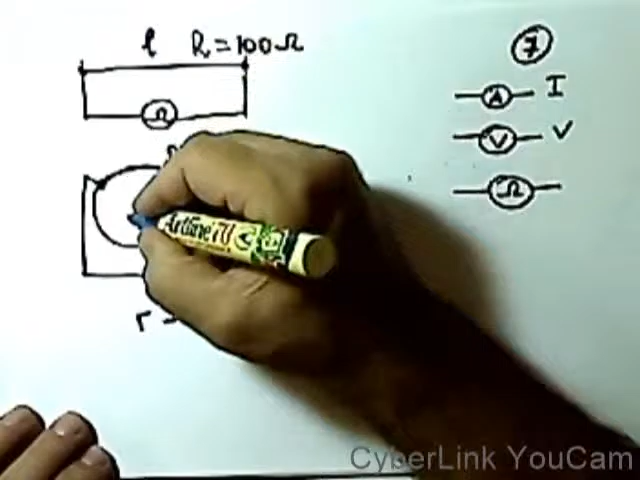 l R=100Ω
Ω
7
A I
V V
Ω
r -
Artline 70
CyberLink YouCam